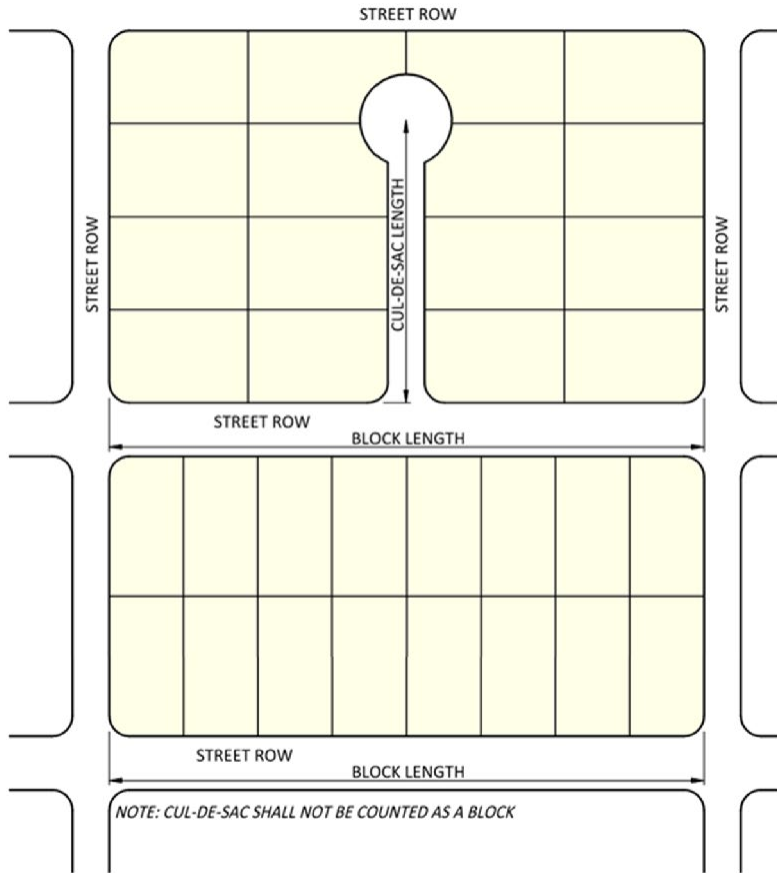 STREET ROW
STREET ROW
CUL-DE-SAC LENGTH
STREET ROW
STREET ROW
BLOCK LENGTH
STREET ROW
BLOCK LENGTH
NOTE: CUL-DE-SAC SHALL NOT BE COUNTED AS A BLOCK